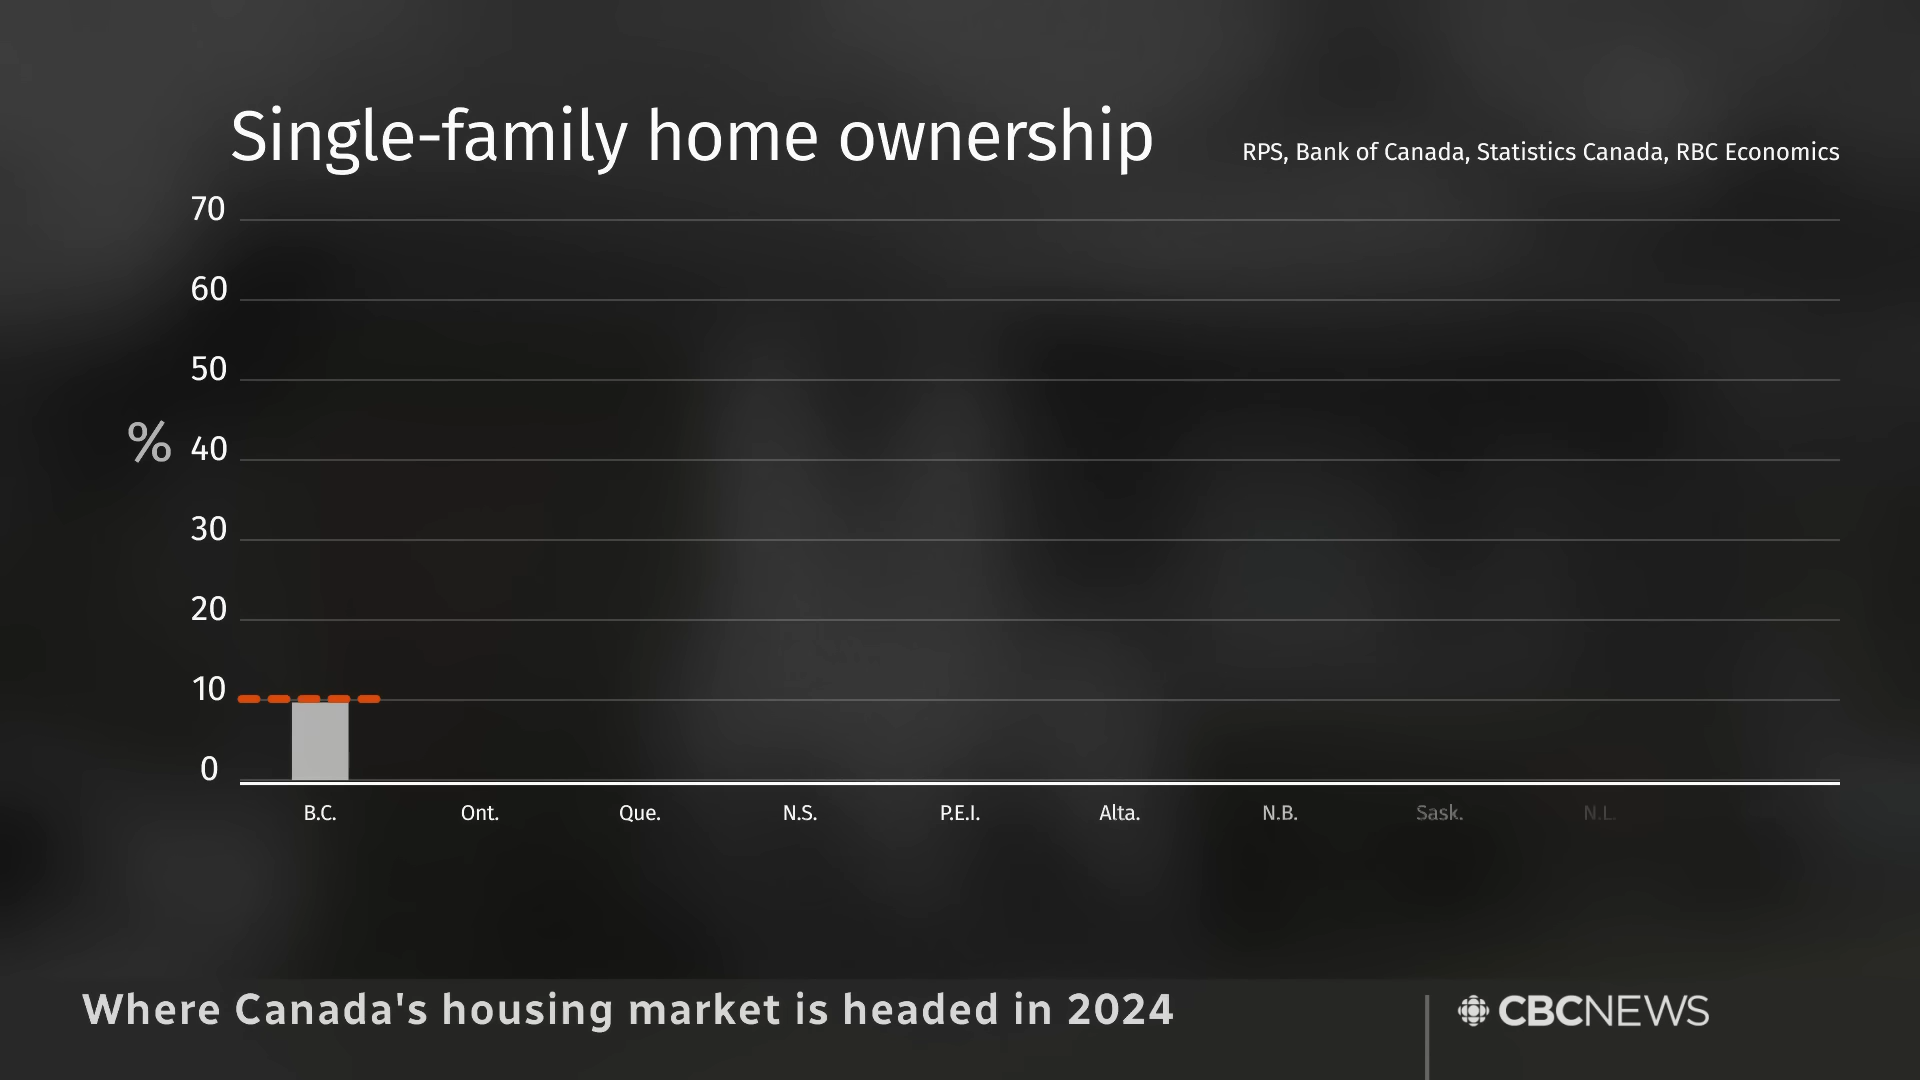 Single-family home ownership
RPS, Bank of Canada, Statistics Canada, RBC Economics
70
60
50
%
40
30
20
10
0
B.C. Ont. Que. N.S. P.E.I. Alta. N.B. Sask. N.L.
Where Canada's housing market is headed in 2024
CBCNEWS